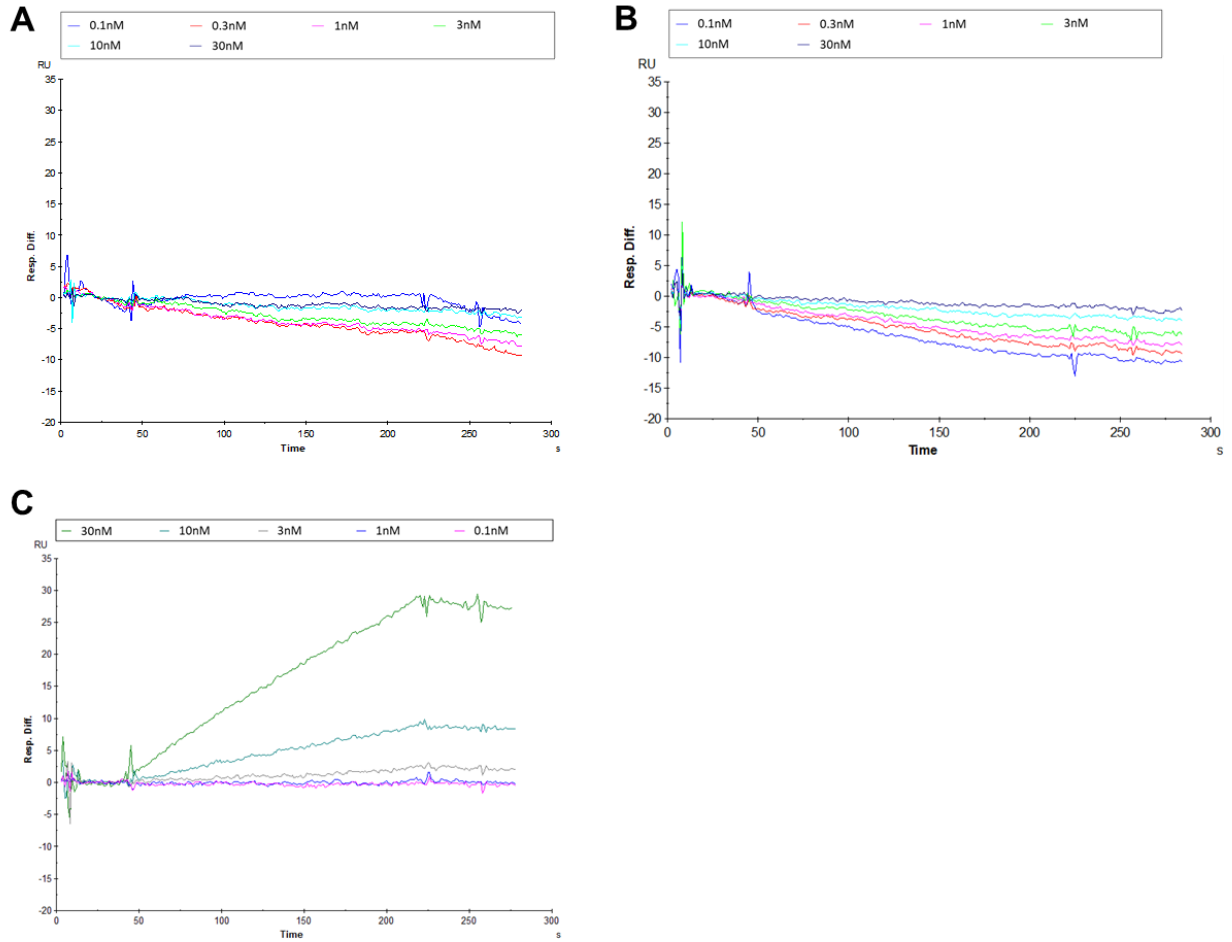 A
0.1nM 0.3nM 1nM 3nM
10nM 30nM
RU
35
30
25
20
15
10
5
0
-5
-10
-15
-20
Resp. Diff.
0 50 100 150 200 250 300
Time s
B
0.1nM 0.3nM 1nM 3nM
10nM 30nM
RU
35
30
25
20
15
10
5
0
-5
-10
-15
-20
Resp. Diff.
0 50 100 150 200 250 300
Time s
C
30nM 10nM 3nM 1nM 0.1nM
RU
35
30
25
20
15
10
5
0
-5
-10
-15
-20
Resp. Diff.
0 50 100 150 200 250 300
Time s